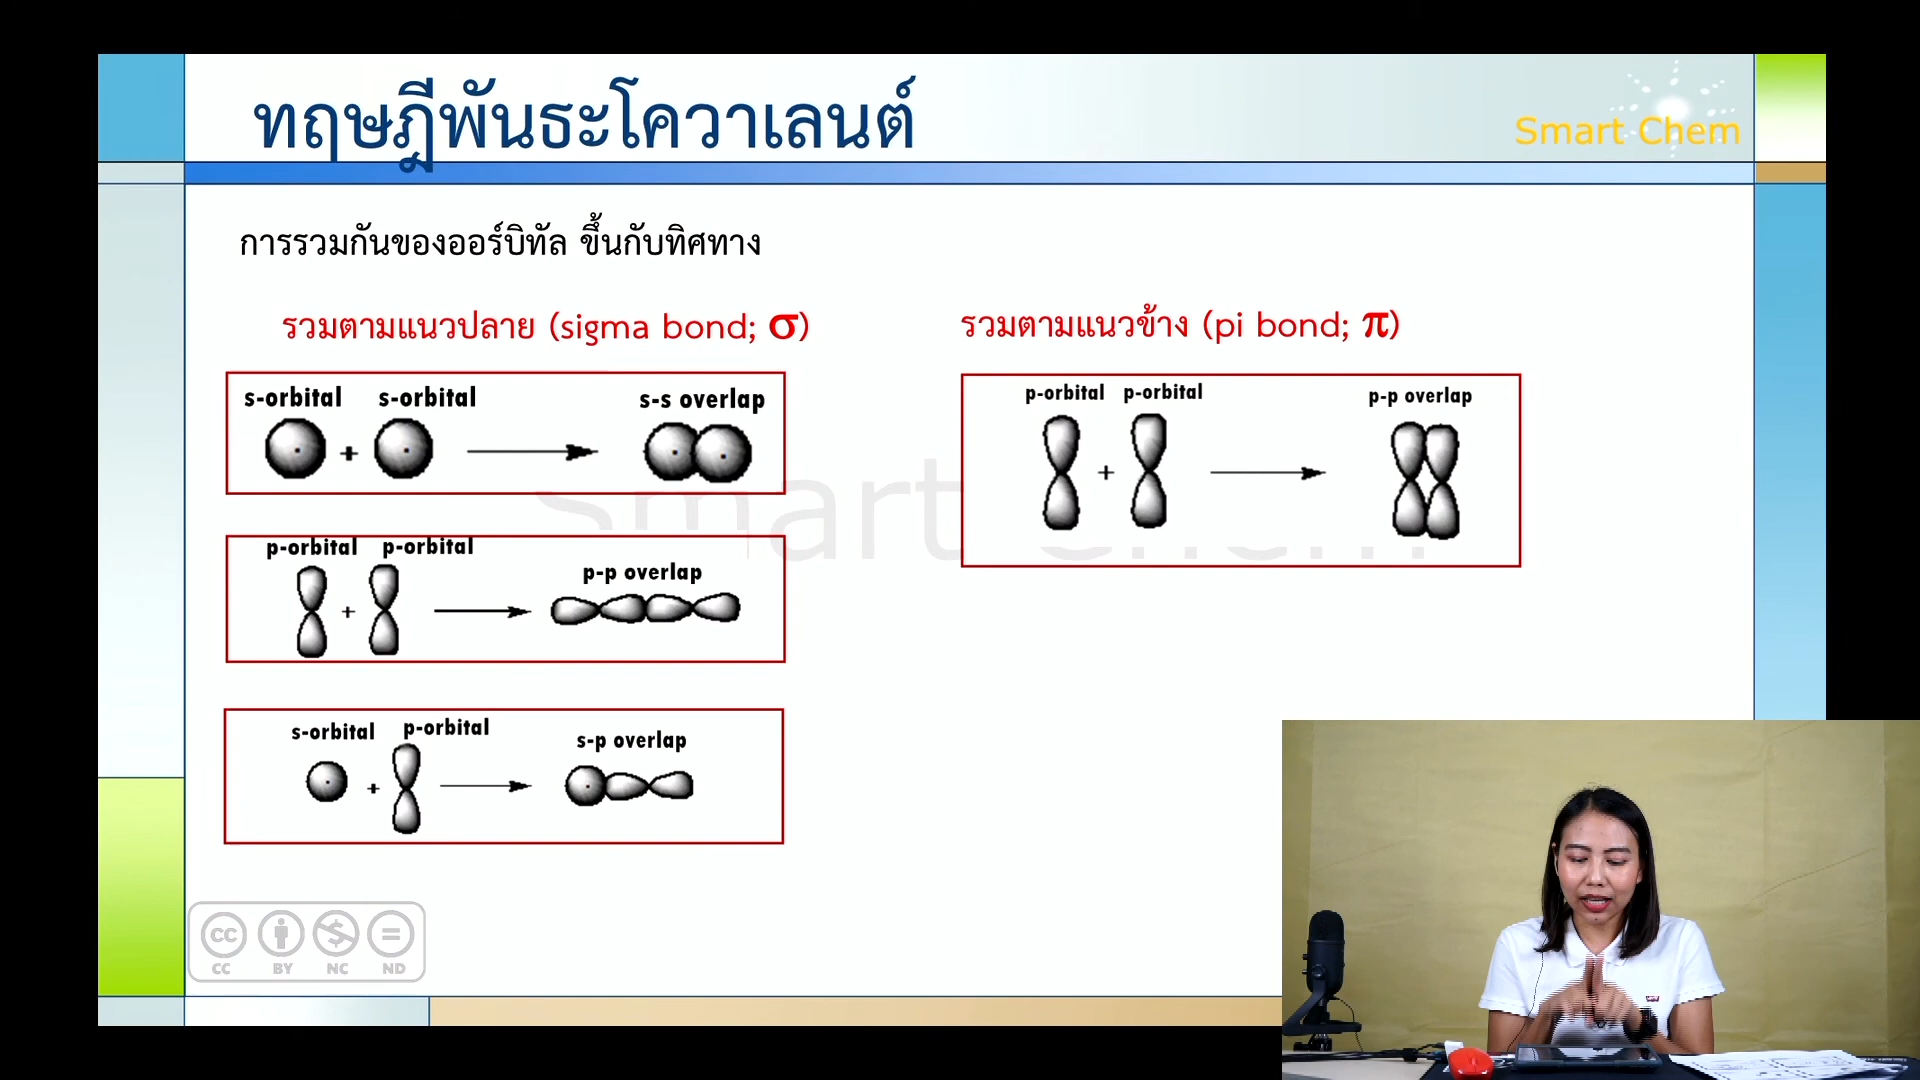 ทฤษฎีพันธะโควาเลนต์
Smart Chem
การรวมกันของออร์บิทัล ขึ้นกับทิศทาง
รวมตามแนวปลาย (sigma bond; σ)
รวมตามแนวข้าง (pi bond; π)
s-orbital s-orbital s-s overlap
+
p-orbital p-orbital p-p overlap
+
p-orbital p-orbital
p-p overlap
+
s-orbital p-orbital s-p overlap
+
Smart Chem
CC BY NC ND